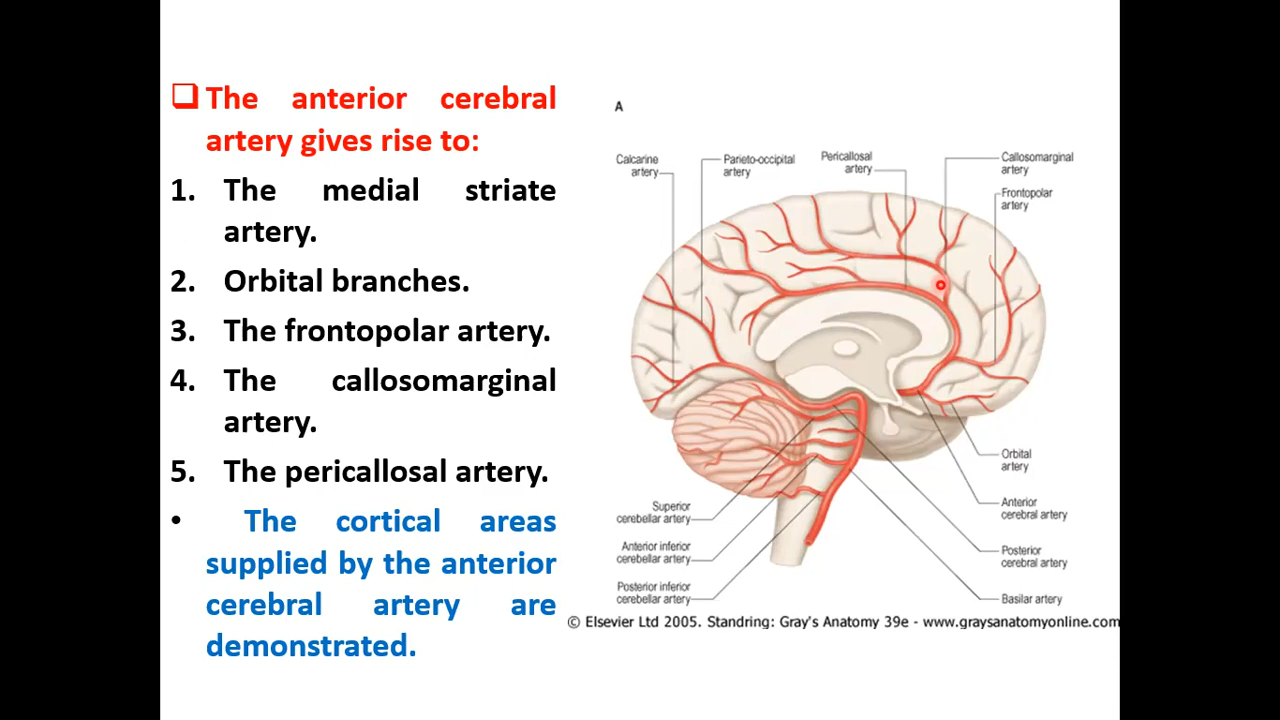 The anterior cerebral
artery gives rise to:
1. The medial striate
artery.
2. Orbital branches.
3. The frontopolar artery.
4. The callosomarginal
artery.
5. The pericallosal artery.
• The cortical areas
supplied by the anterior
cerebral artery are
demonstrated.
A
Calcarine
artery
Parieto-occipital
artery
Pericallosal
artery
Callosomarginal
artery
Frontopolar
artery
Orbital
artery
Anterior
cerebral artery
Posterior
cerebral artery
Basilar artery
Superior
cerebellar artery
Anterior inferior
cerebellar artery
Posterior inferior
cerebellar artery
© Elsevier Ltd 2005. Standring: Gray's Anatomy 39e - www.graysanatomyonline.com